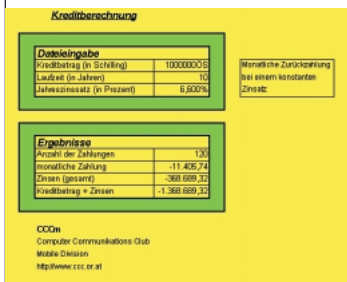 Kreditberechnung
Dateieingabe
Kreditbetrag (in Schilling) 1000000ÖS
Laufzeit (in Jahren) 10
Jahreszinssatz (in Prozent) 6,600%
Monatliche Zurückzahlung
bei einem konstanten
Zinsatz
Ergebnisse
Anzahl der Zahlungen 120
monatliche Zahlung -11.405,74
Zinsen (gesamt) -368.689,32
Kreditbetrag + Zinsen -1.368.689,32
CCCm
Computer Communikations Club
Mobile Division
http://www.ccc.or.at